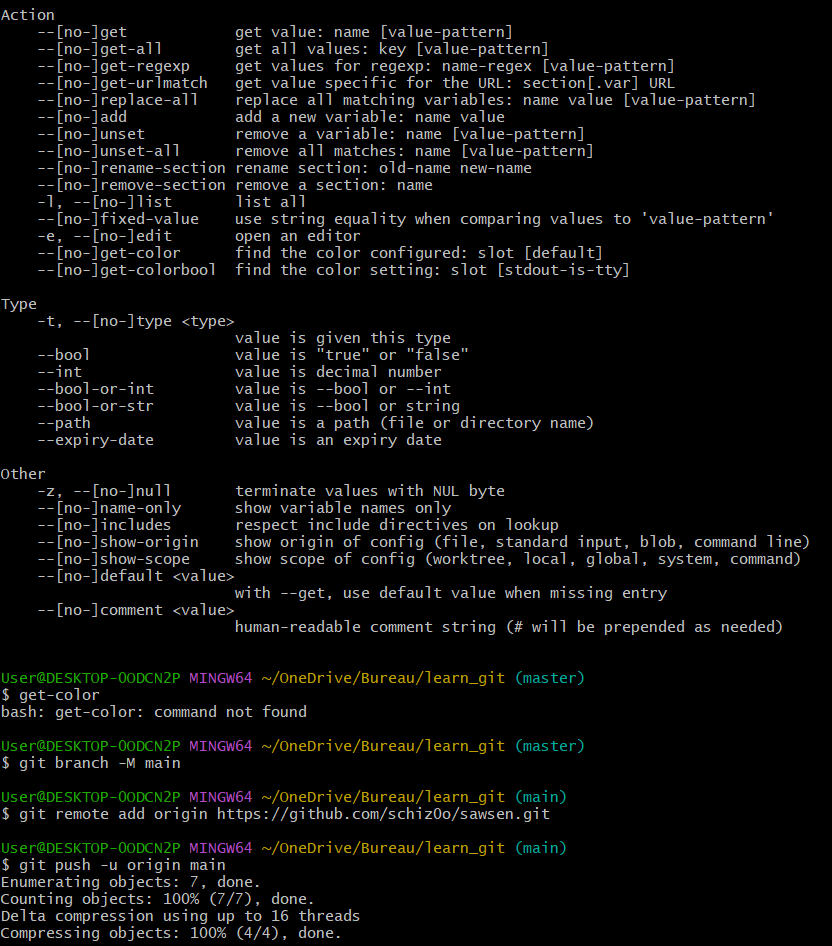 Action
    --[no-]get            get value: name [value-pattern]
    --[no-]get-all        get all values: key [value-pattern]
    --[no-]get-regexp     get values for regexp: name-regex [value-pattern]
    --[no-]get-urlmatch   get value specific for the URL: section[.var] URL
    --[no-]replace-all    replace all matching variables: name value [value-pattern]
    --[no-]add            add a new variable: name value
    --[no-]unset          remove a variable: name [value-pattern]
    --[no-]unset-all      remove all matches: name [value-pattern]
    --[no-]rename-section rename section: old-name new-name
    --[no-]remove-section remove a section: name
    -l, --[no-]list       list all
    --[no-]fixed-value    use string equality when comparing values to 'value-pattern'
    -e, --[no-]edit       open an editor
    --[no-]get-color      find the color configured: slot [default]
    --[no-]get-colorbool  find the color setting: slot [stdout-is-tty]

Type
    -t, --[no-]type <type>
                          value is given this type
    --bool                value is "true" or "false"
    --int                 value is decimal number
    --bool-or-int         value is --bool or --int
    --bool-or-str         value is --bool or string
    --path                value is a path (file or directory name)
    --expiry-date         value is an expiry date

Other
    -z, --[no-]null       terminate values with NUL byte
    --[no-]name-only      show variable names only
    --[no-]includes       respect include directives on lookup
    --[no-]show-origin    show origin of config (file, standard input, blob, command line)
    --[no-]show-scope     show scope of config (worktree, local, global, system, command)
    --[no-]default <value>
                          with --get, use default value when missing entry
    --[no-]comment <value>
                          human-readable comment string (# will be prepended as needed)

User@DESKTOP-OODCN2P MINGW64 ~/OneDrive/Bureau/learn_git (master)
$ get-color
bash: get-color: command not found

User@DESKTOP-OODCN2P MINGW64 ~/OneDrive/Bureau/learn_git (master)
$ git branch -M main

User@DESKTOP-OODCN2P MINGW64 ~/OneDrive/Bureau/learn_git (main)
$ git remote add origin https://github.com/schizOo/sawsen.git

User@DESKTOP-OODCN2P MINGW64 ~/OneDrive/Bureau/learn_git (main)
$ git push -u origin main
Enumerating objects: 7, done.
Counting objects: 100% (7/7), done.
Delta compression using up to 16 threads
Compressing objects: 100% (4/4), done.